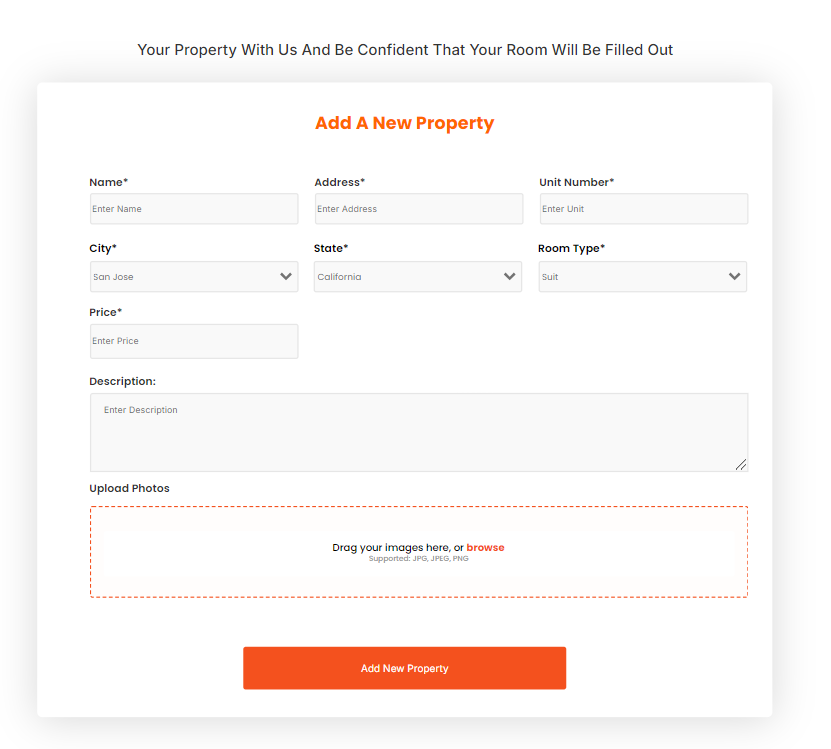 Your Property With Us And Be Confident That Your Room Will Be Filled Out
Add A New Property
Name* Address* Unit Number*
Enter Name Enter Address Enter Unit
City* State* Room Type*
San Jose California Suit
Price*
Enter Price
Description:
Enter Description
Upload Photos
Drag your images here, or browse
Supported: JPG, JPEG, PNG
Add New Property